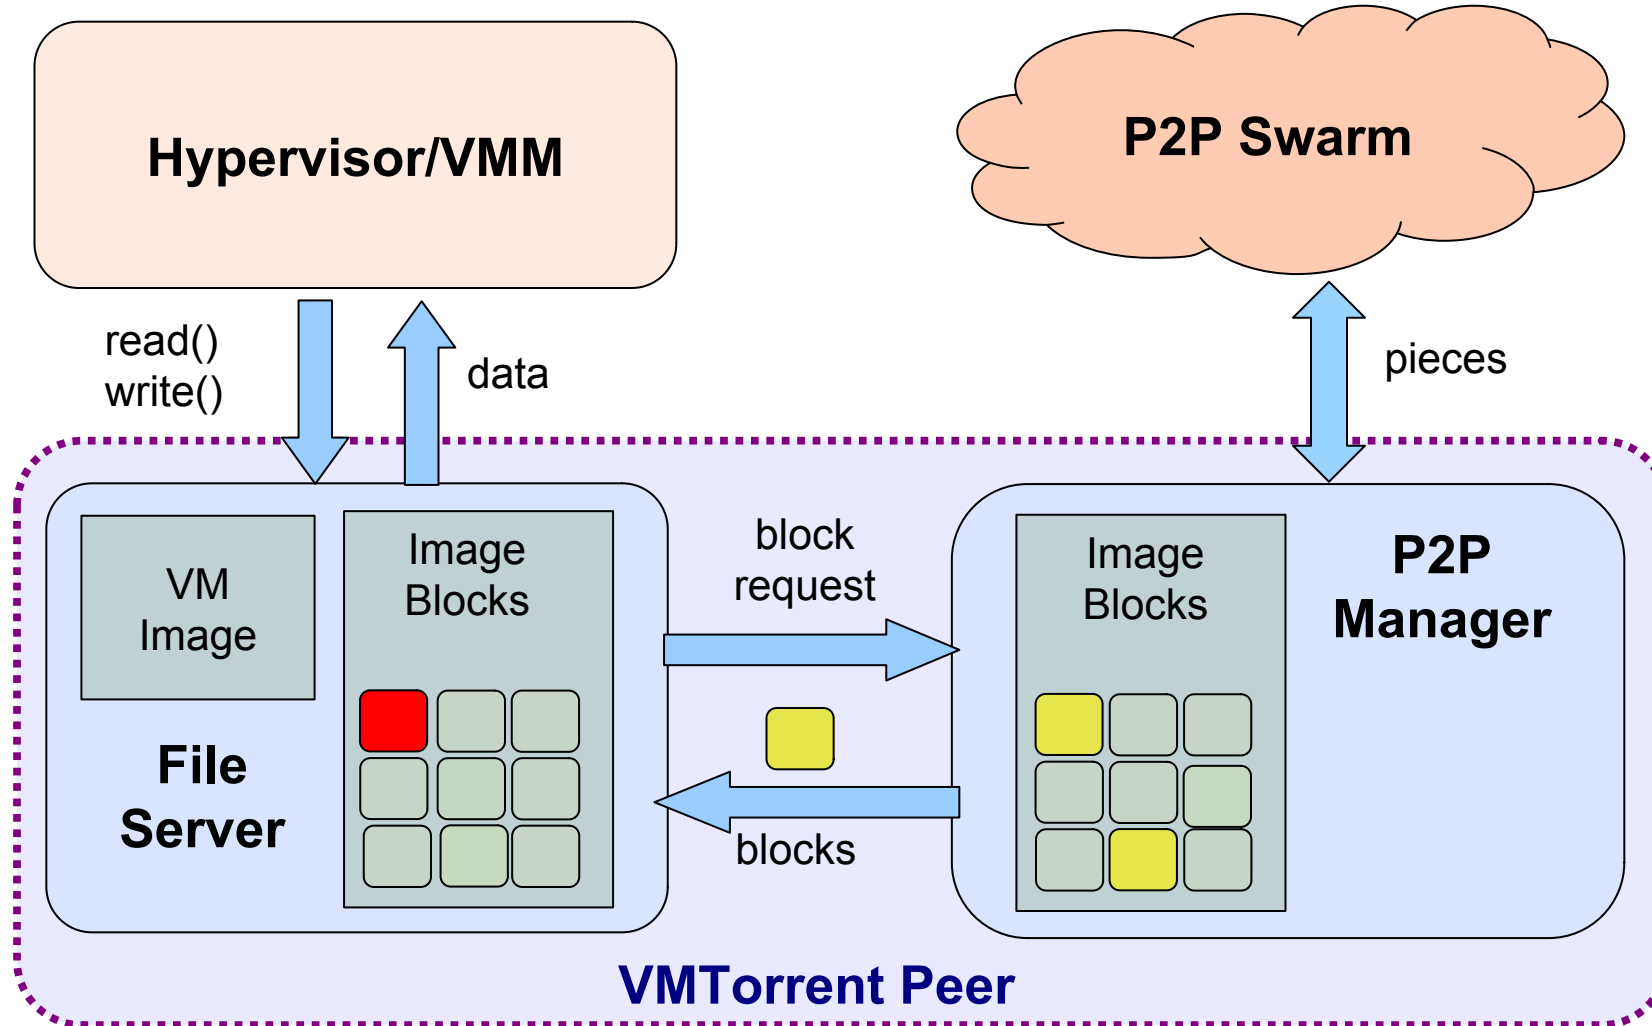 Hypervisor/VMM
P2P Swarm
read()
write()
data
pieces
VM
Image
Image
Blocks
File
Server
block
request
blocks
Image
Blocks
P2P
Manager
VMTorrent Peer